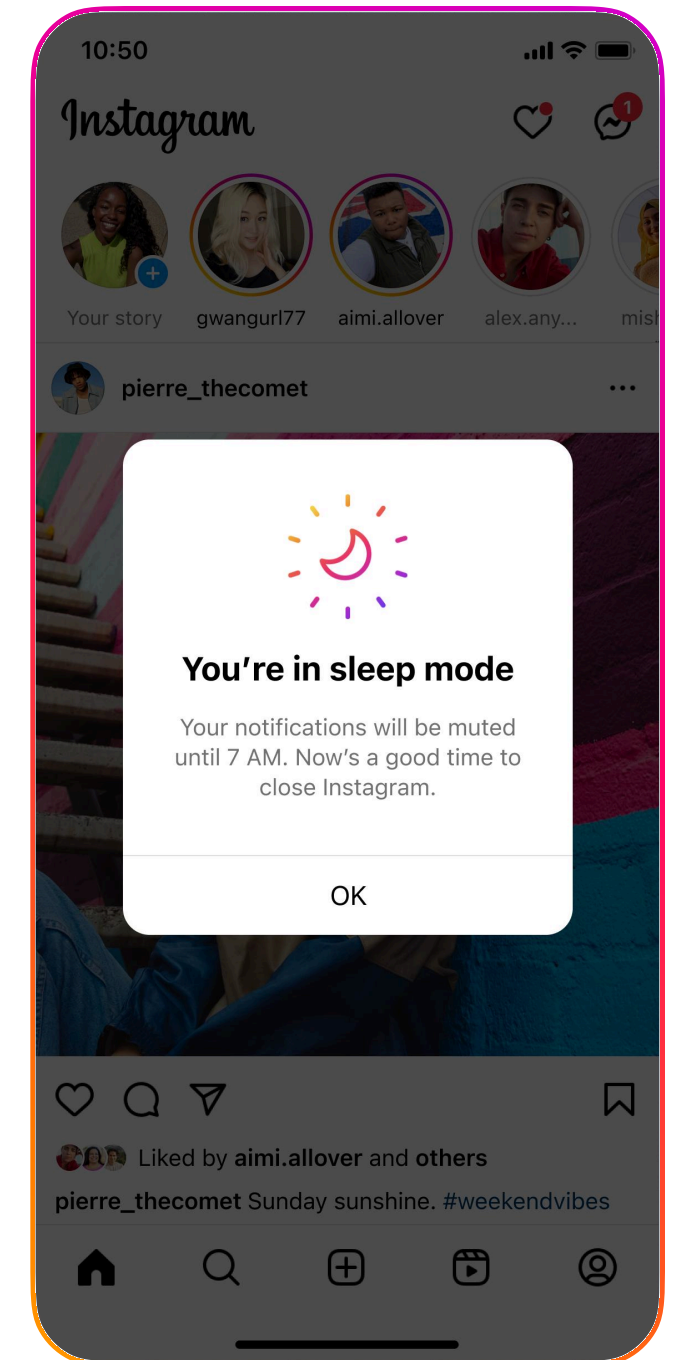 10:50
Instagram
1
Your story gwangurl77 aimi.allover alex.any...
pierre_thecomet
You’re in sleep mode
Your notifications will be muted
until 7 AM. Now’s a good time to
close Instagram.
OK
Liked by aimi.allover and others
pierre_thecomet Sunday sunshine. #weekendvibes